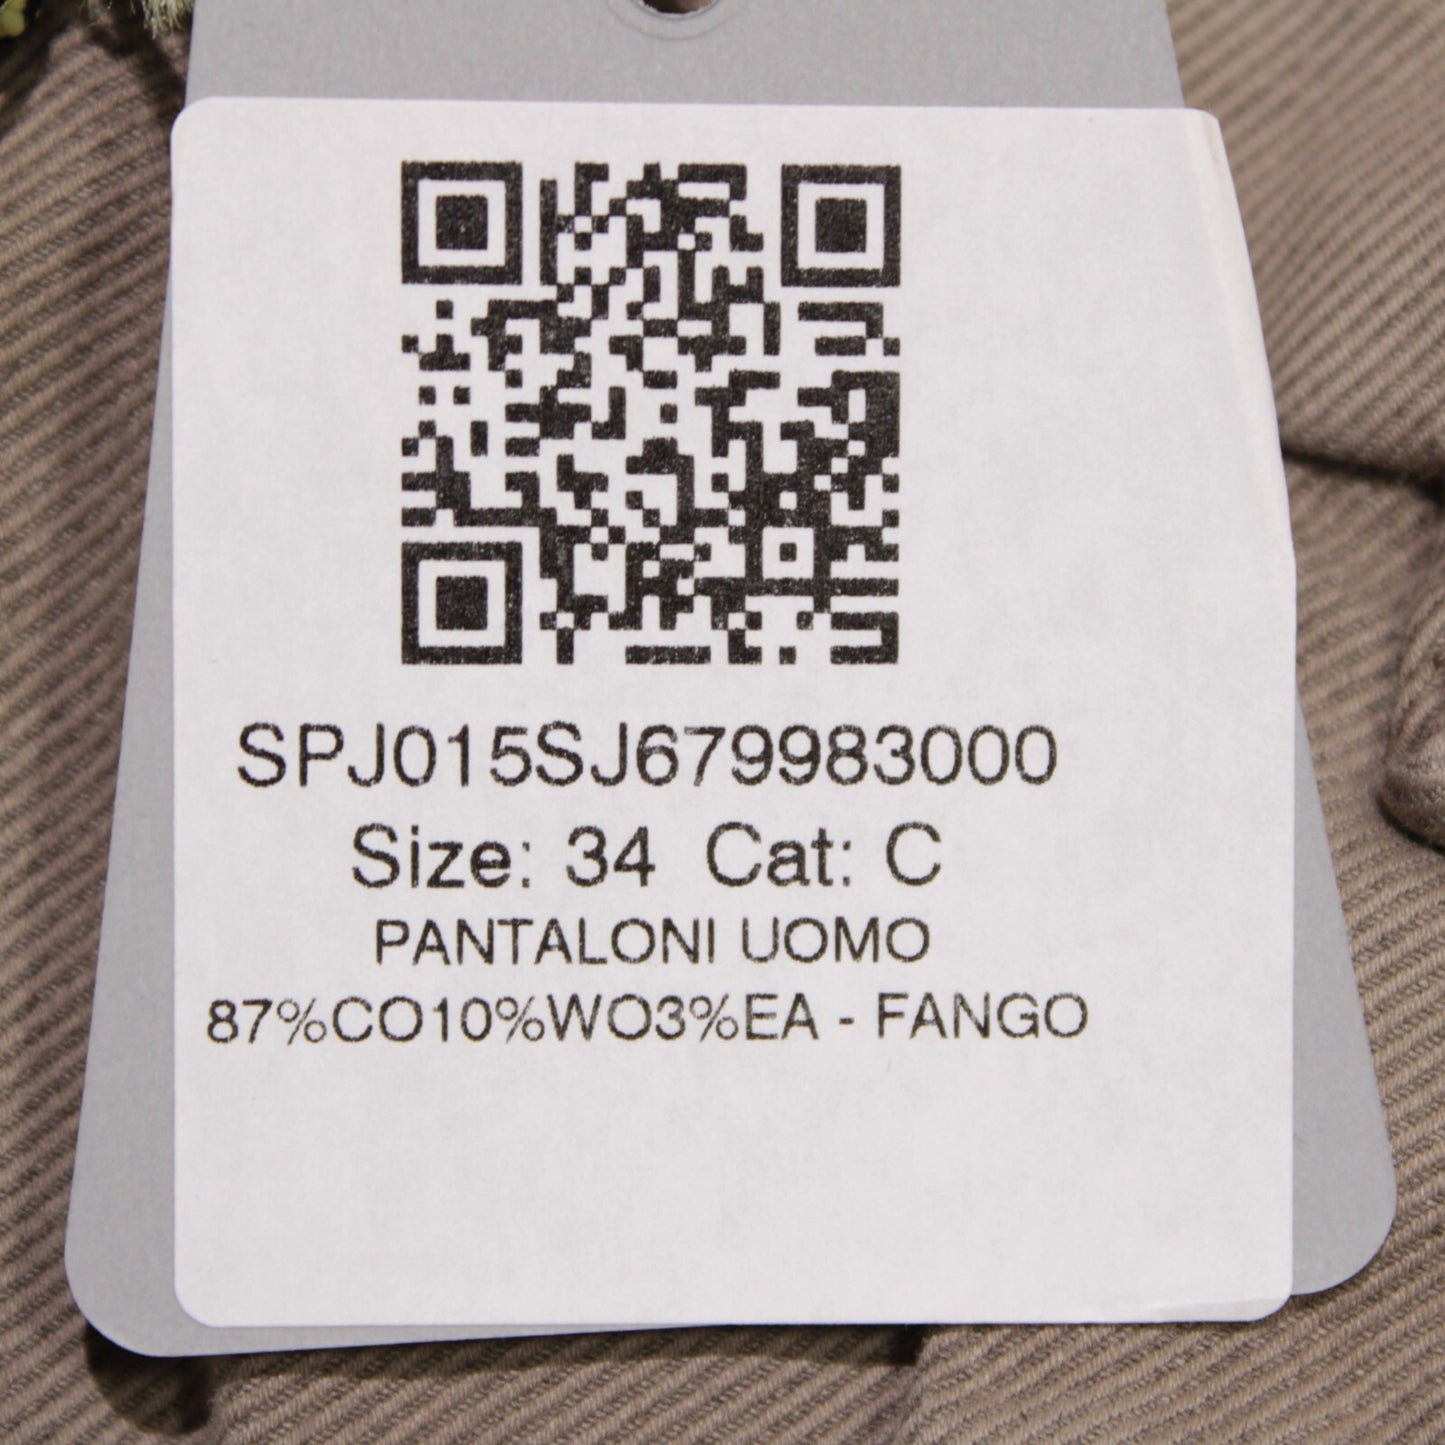 SPJ015SJ679983000
Size: 34 Cat: C
PANTALONI UOMO
87%CO10%WO3%EA - FANGO